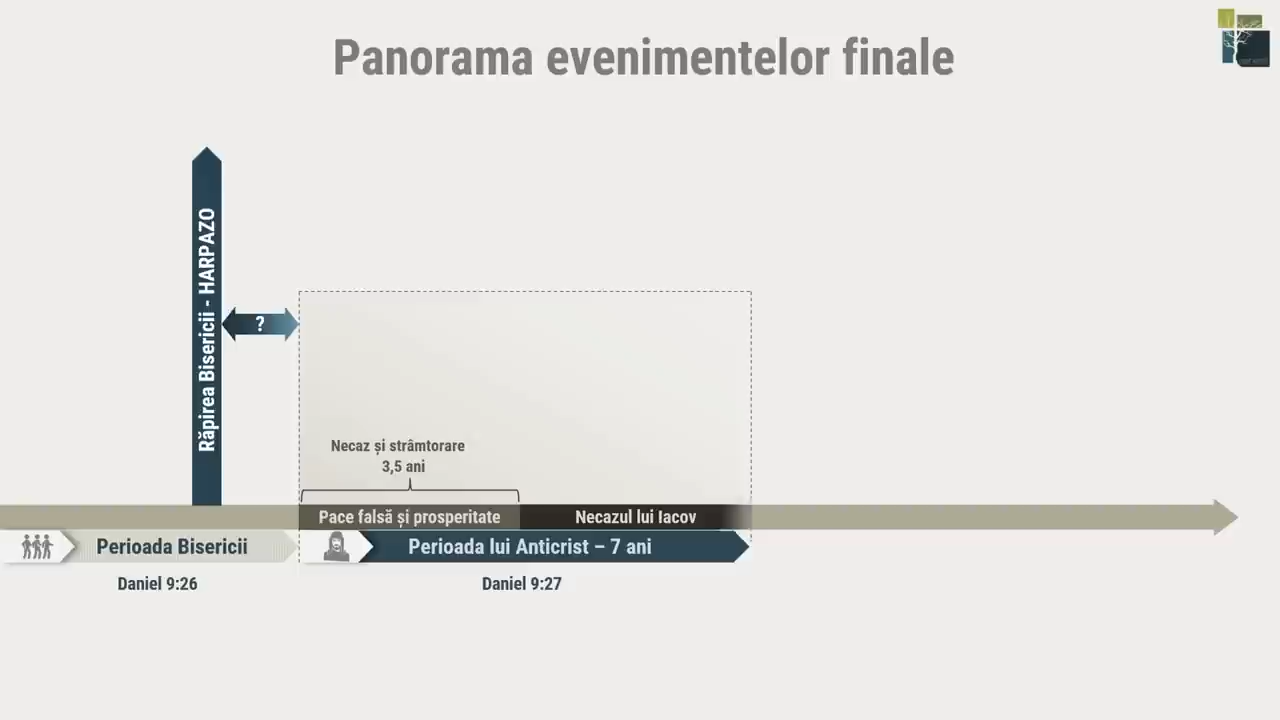 Panorama evenimentelor finale
Răpirea Bisericii - HARPAZO
?
Necaz și strâmtorare
3,5 ani
Pace falsă și prosperitate
Necazul lui Iacov
Perioada Bisericii
Perioada lui Anticrist – 7 ani
Daniel 9:26
Daniel 9:27